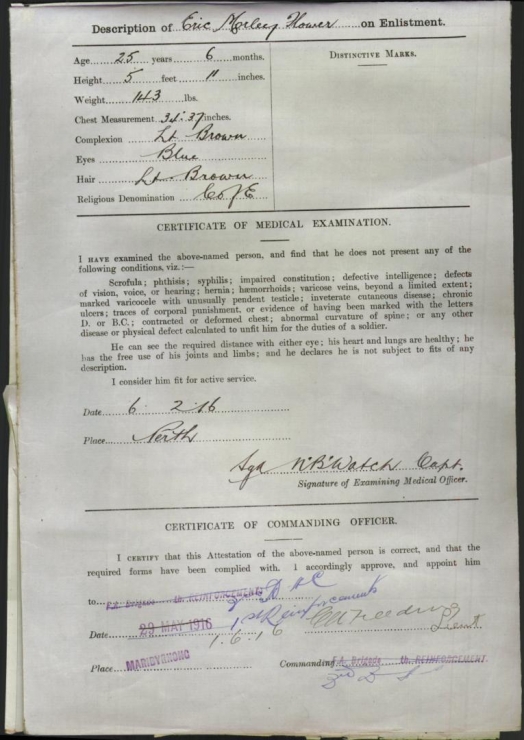 Description of Eric Morley Hower on Enlistment.
Age 25 years 6 months.
Height 5 feet 11 inches.
Weight 143 lbs.
Chest Measurement 34-37 inches.
Complexion Lt Brown
Eyes Blue
Hair Lt Brown
Religious Denomination C of E
DISTINCTIVE MARKS.
CERTIFICATE OF MEDICAL EXAMINATION.
I HAVE examined the above-named person, and find that he does not present any of the
following conditions, viz.:—
Scrofula; phthisis; syphilis; impaired constitution; defective intelligence; defects
of vision, voice, or hearing; hernia; hæmorrhoids; varicose veins, beyond a limited extent;
marked varicocele with unusually pendent testicle; inveterate cutaneous disease; chronic
ulcers; traces of corporal punishment, or evidence of having been marked with the letters
D. or B.C.; contracted or deformed chest; abnormal curvature of spine; or any other
disease or physical defect calculated to unfit him for the duties of a soldier.
He can see the required distance with either eye; his heart and lungs are healthy; he
has the free use of his joints and limbs; and he declares he is not subject to fits of any
description.
I consider him fit for active service.
Date 6 2 16
Place Perth
Sgd Capt.
Signature of Examining Medical Officer.
CERTIFICATE OF COMMANDING OFFICER.
I CERTIFY that this Attestation of the above-named person is correct, and that the
required forms have been complied with. I accordingly approve, and appoint him
to th REINFORCEMENT
1st Reinforcements
29 MAY 1916
Date 1.6.16 Lieut
Place MARIBYRNONG
Commanding th REINFORCEMENT